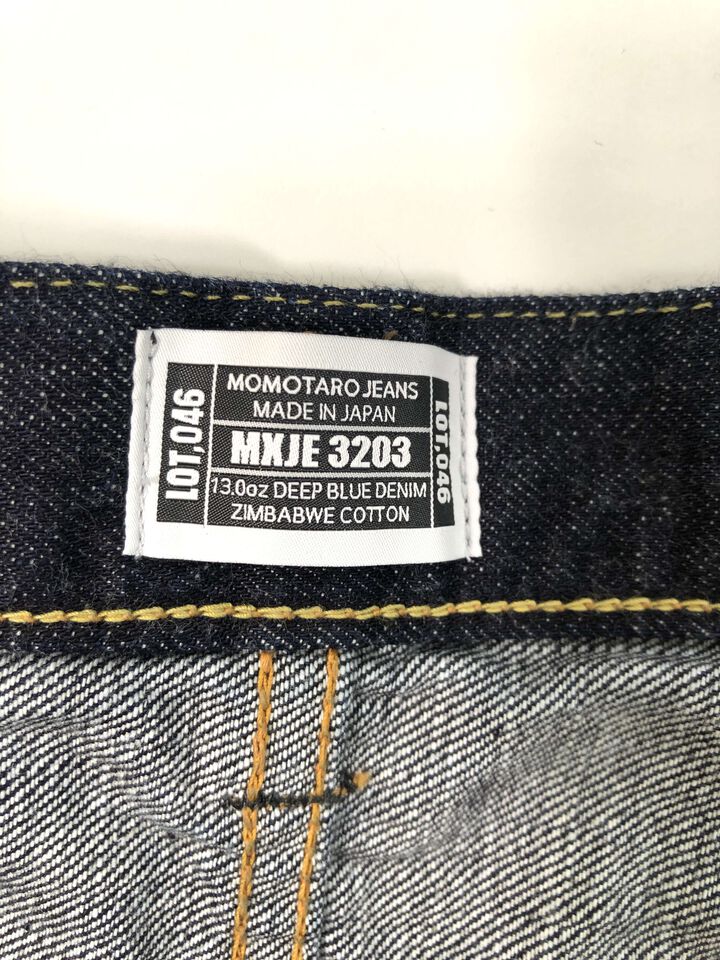 LOT,046
MOMOTARO JEANS
MADE IN JAPAN
MXJE 3203
13.0oz DEEP BLUE DENIM
ZIMBABWE COTTON
LOT,046